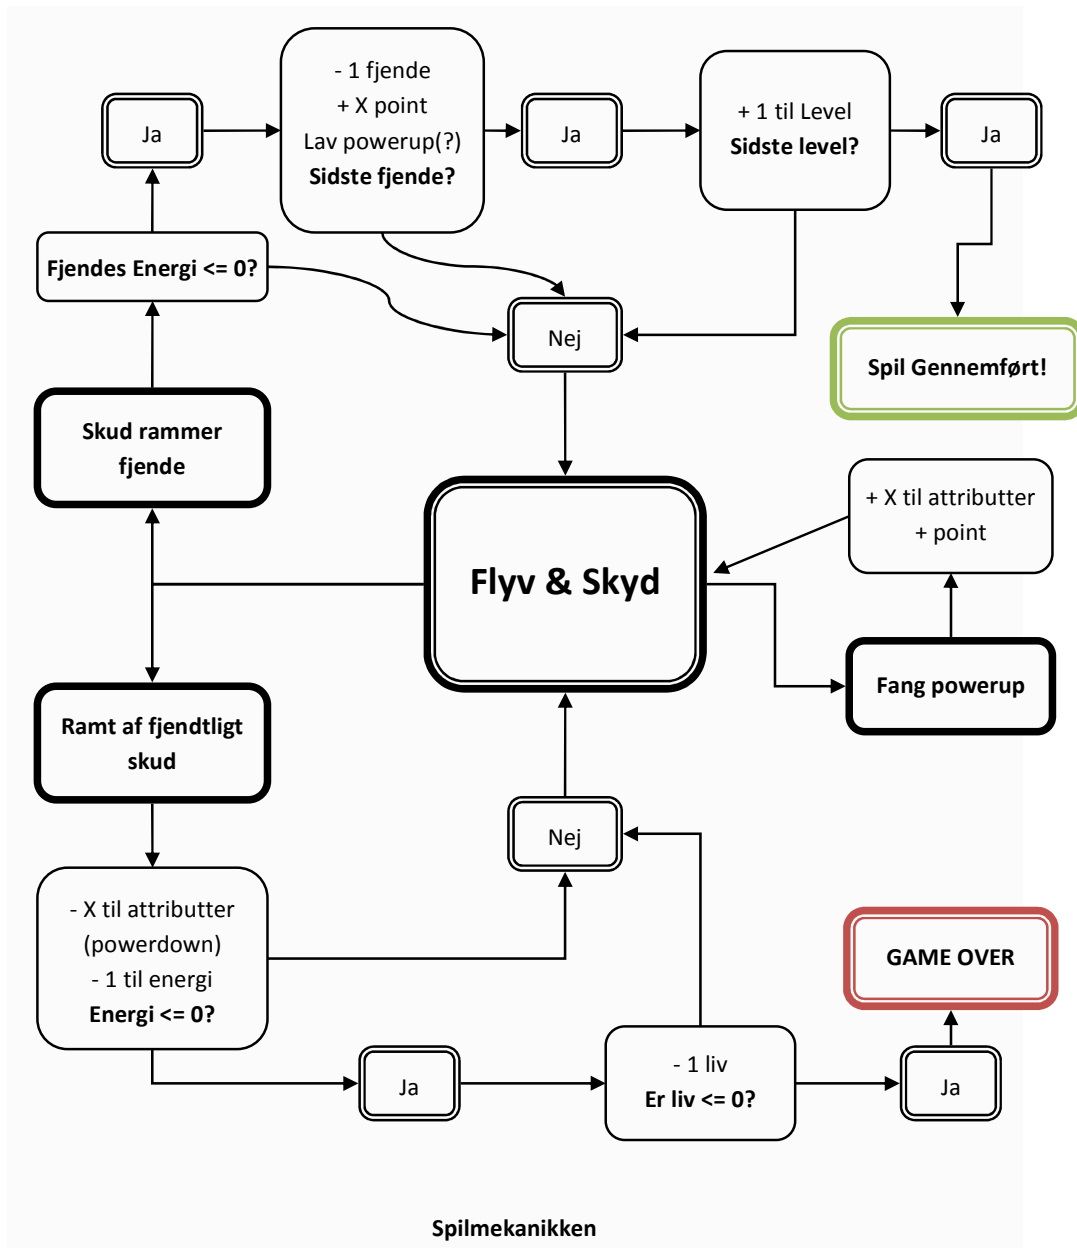 Ja
- 1 fjende
+ X point
Lav powerup(?)
Sidste fjende?
Ja
+ 1 til Level
Sidste level?
Ja
Fjendes Energi <= 0?
Nej
Spil Gennemført!
Skud rammer
fjende
Flyv & Skyd
+ X til attributter
+ point
Fang powerup
Ramt af fjendtligt
skud
Nej
- X til attributter
(powerdown)
- 1 til energi
Energi <= 0?
GAME OVER
Ja
- 1 liv
Er liv <= 0?
Ja
Spilmekanikken